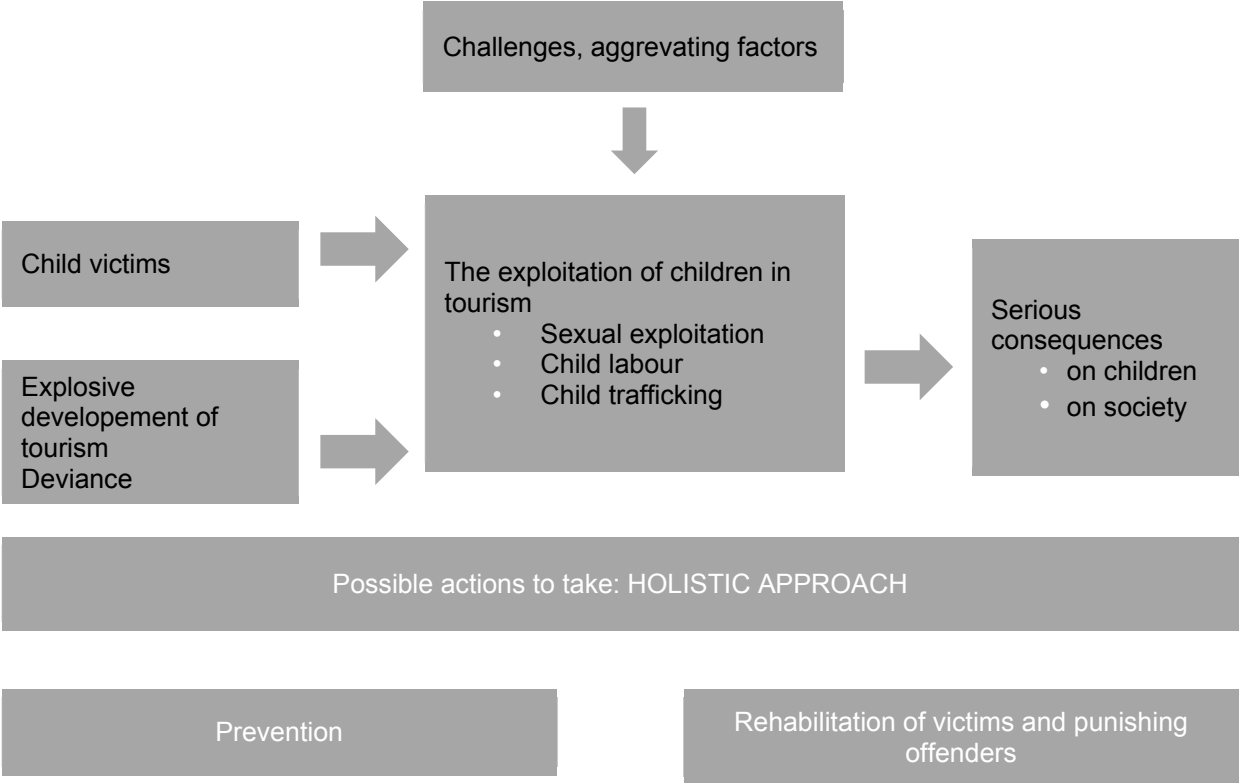 Challenges, aggrevating factors
Child victims
Explosive
developement of
tourism
Deviance
The exploitation of children in
tourism
• Sexual exploitation
• Child labour
• Child trafficking
Serious
consequences
• on children
• on society
Possible actions to take: HOLISTIC APPROACH
Prevention
Rehabilitation of victims and punishing
offenders